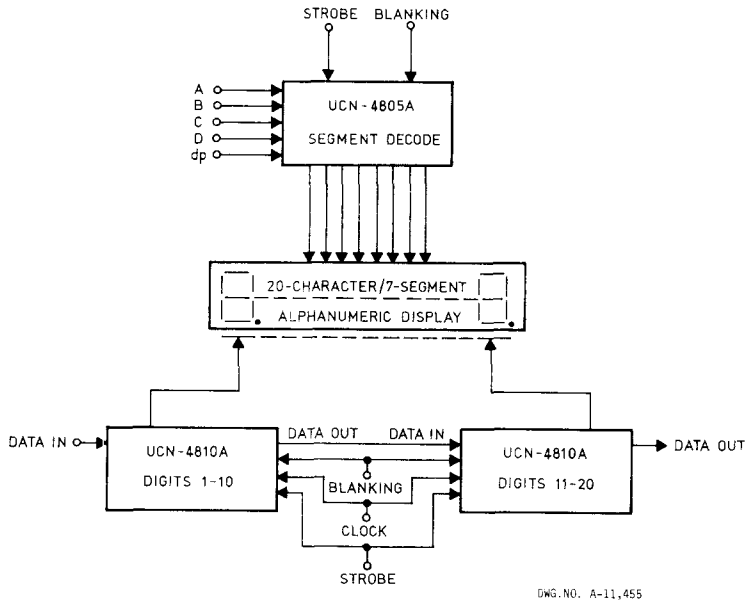 STROBE BLANKING
A
B
C
D
dp
UCN-4805A
SEGMENT DECODE
20-CHARACTER/7-SEGMENT
ALPHANUMERIC DISPLAY
DATA IN
UCN-4810A
DIGITS 1-10
DATA OUT DATA IN
UCN-4810A
DIGITS 11-20
DATA OUT
BLANKING
CLOCK
STROBE
DWG.NO. A-11,455